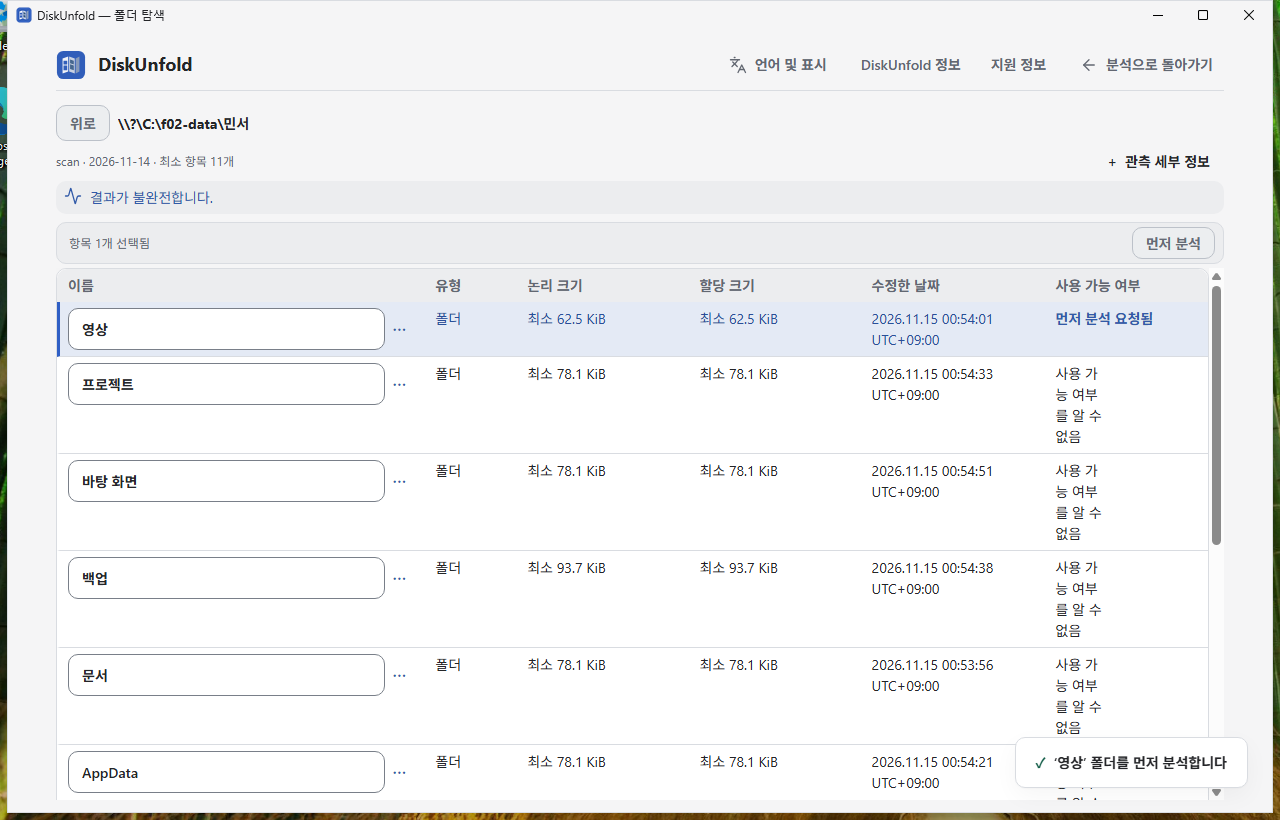 DiskUnfold — 폴더 탐색
DiskUnfold
언어 및 표시
DiskUnfold 정보
지원 정보
← 분석으로 돌아가기
위로
\\?\C:\f02-data\민서
scan · 2026-11-14 · 최소 항목 11개
+ 관측 세부 정보
결과가 불완전합니다.
항목 1개 선택됨
먼저 분석
이름 유형 논리 크기 할당 크기 수정한 날짜 사용 가능 여부
영상 ... 폴더 최소 62.5 KiB 최소 62.5 KiB 2026.11.15 00:54:01 먼저 분석 요청됨
UTC+09:00
프로젝트 ... 폴더 최소 78.1 KiB 최소 78.1 KiB 2026.11.15 00:54:33 사용 가
UTC+09:00 능 여부
를 알 수
없음
바탕 화면 ... 폴더 최소 78.1 KiB 최소 78.1 KiB 2026.11.15 00:54:51 사용 가
UTC+09:00 능 여부
를 알 수
없음
백업 ... 폴더 최소 93.7 KiB 최소 93.7 KiB 2026.11.15 00:54:38 사용 가
UTC+09:00 능 여부
를 알 수
없음
문서 ... 폴더 최소 78.1 KiB 최소 78.1 KiB 2026.11.15 00:53:56 사용 가
UTC+09:00 능 여부
를 알 수
없음
AppData ... 폴더 최소 78.1 KiB 최소 78.1 KiB 2026.11.15 00:54:21
UTC+09:00
✓ ‘영상’ 폴더를 먼저 분석합니다